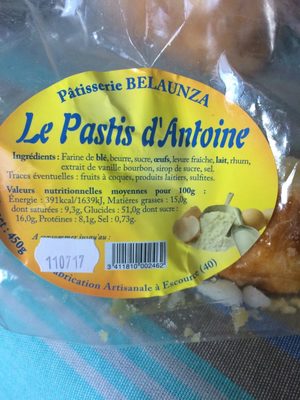 Pâtisserie BELAUNZA
Le Pastis d'Antoine
Ingrédients : Farine de blé, beurre, sucre, œufs, levure fraîche, lait, rhum,
extrait de vanille bourbon, sirop de sucre, sel.
Traces éventuelles : fruits à coques, produits laitiers, sulfites.
Valeurs nutritionnelles moyennes pour 100g :
Énergie : 391kcal/1639kJ, Matières grasses : 15,0g
dont saturées : 9,3g, Glucides : 51,0g dont sucre :
16,0g, Protéines : 8,1g, Sel : 0,73g.
A consommer jusqu'au :
110717
3 411810 002462
450g
Fabrication Artisanale à Escource (40)